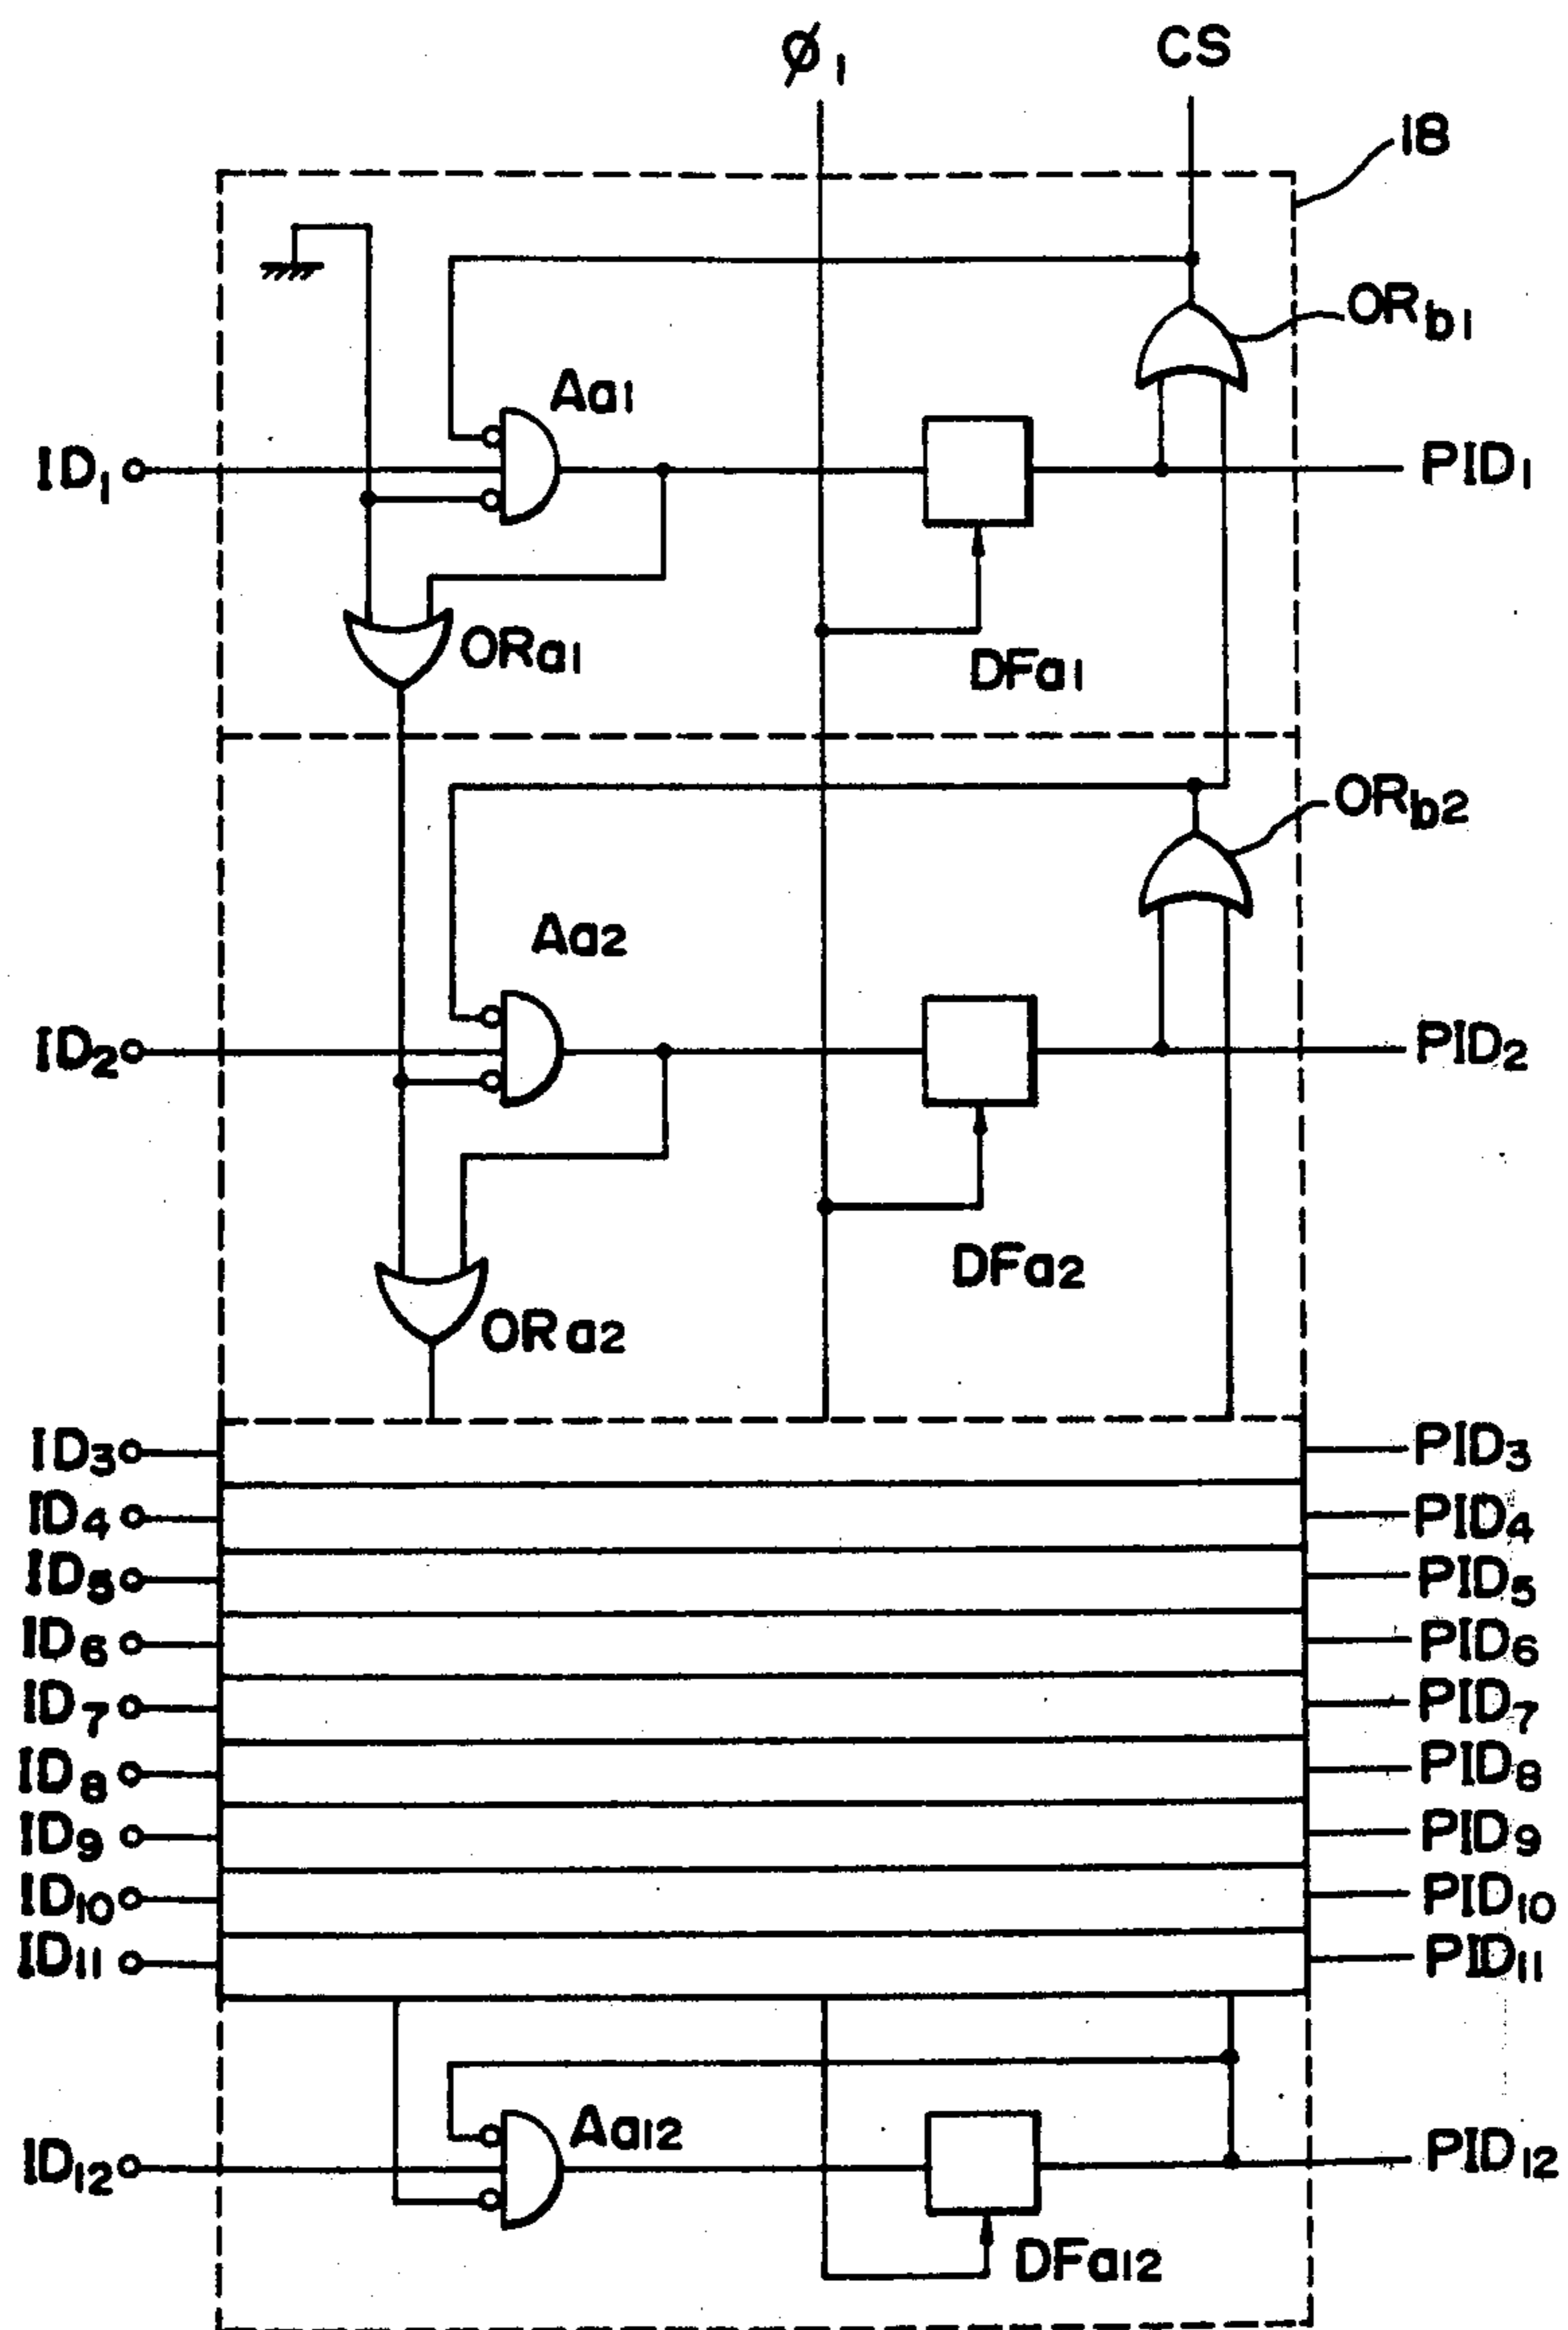 ø₁ CS
18
ORb1
Aa1
ID₁ PID₁
ORa1 DFa1
ORb2
Aa2
ID₂ PID₂
DFa2
ORa2
ID₃ PID₃
ID₄ PID₄
ID₅ PID₅
ID₆ PID₆
ID₇ PID₇
ID₈ PID₈
ID₉ PID₉
ID₁₀ PID₁₀
ID₁₁ PID₁₁
Aa12
ID₁₂ PID₁₂
DFa12